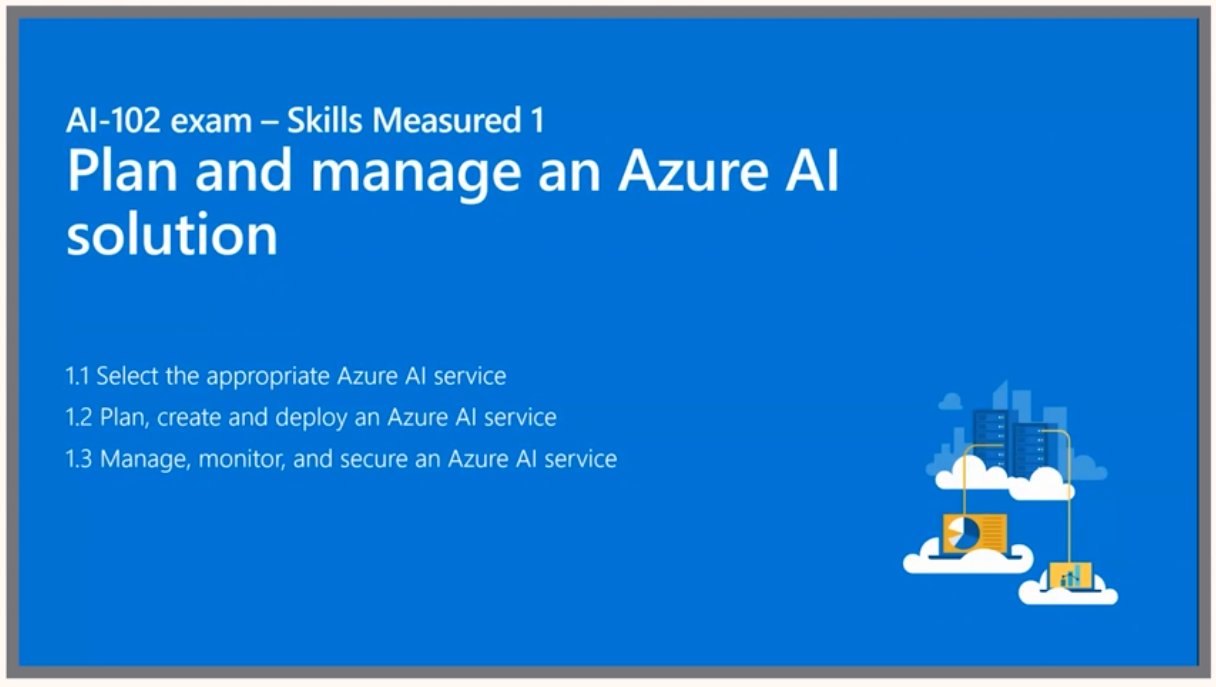 AI-102 exam – Skills Measured 1
Plan and manage an Azure AI
solution
1.1 Select the appropriate Azure AI service
1.2 Plan, create and deploy an Azure AI service
1.3 Manage, monitor, and secure an Azure AI service